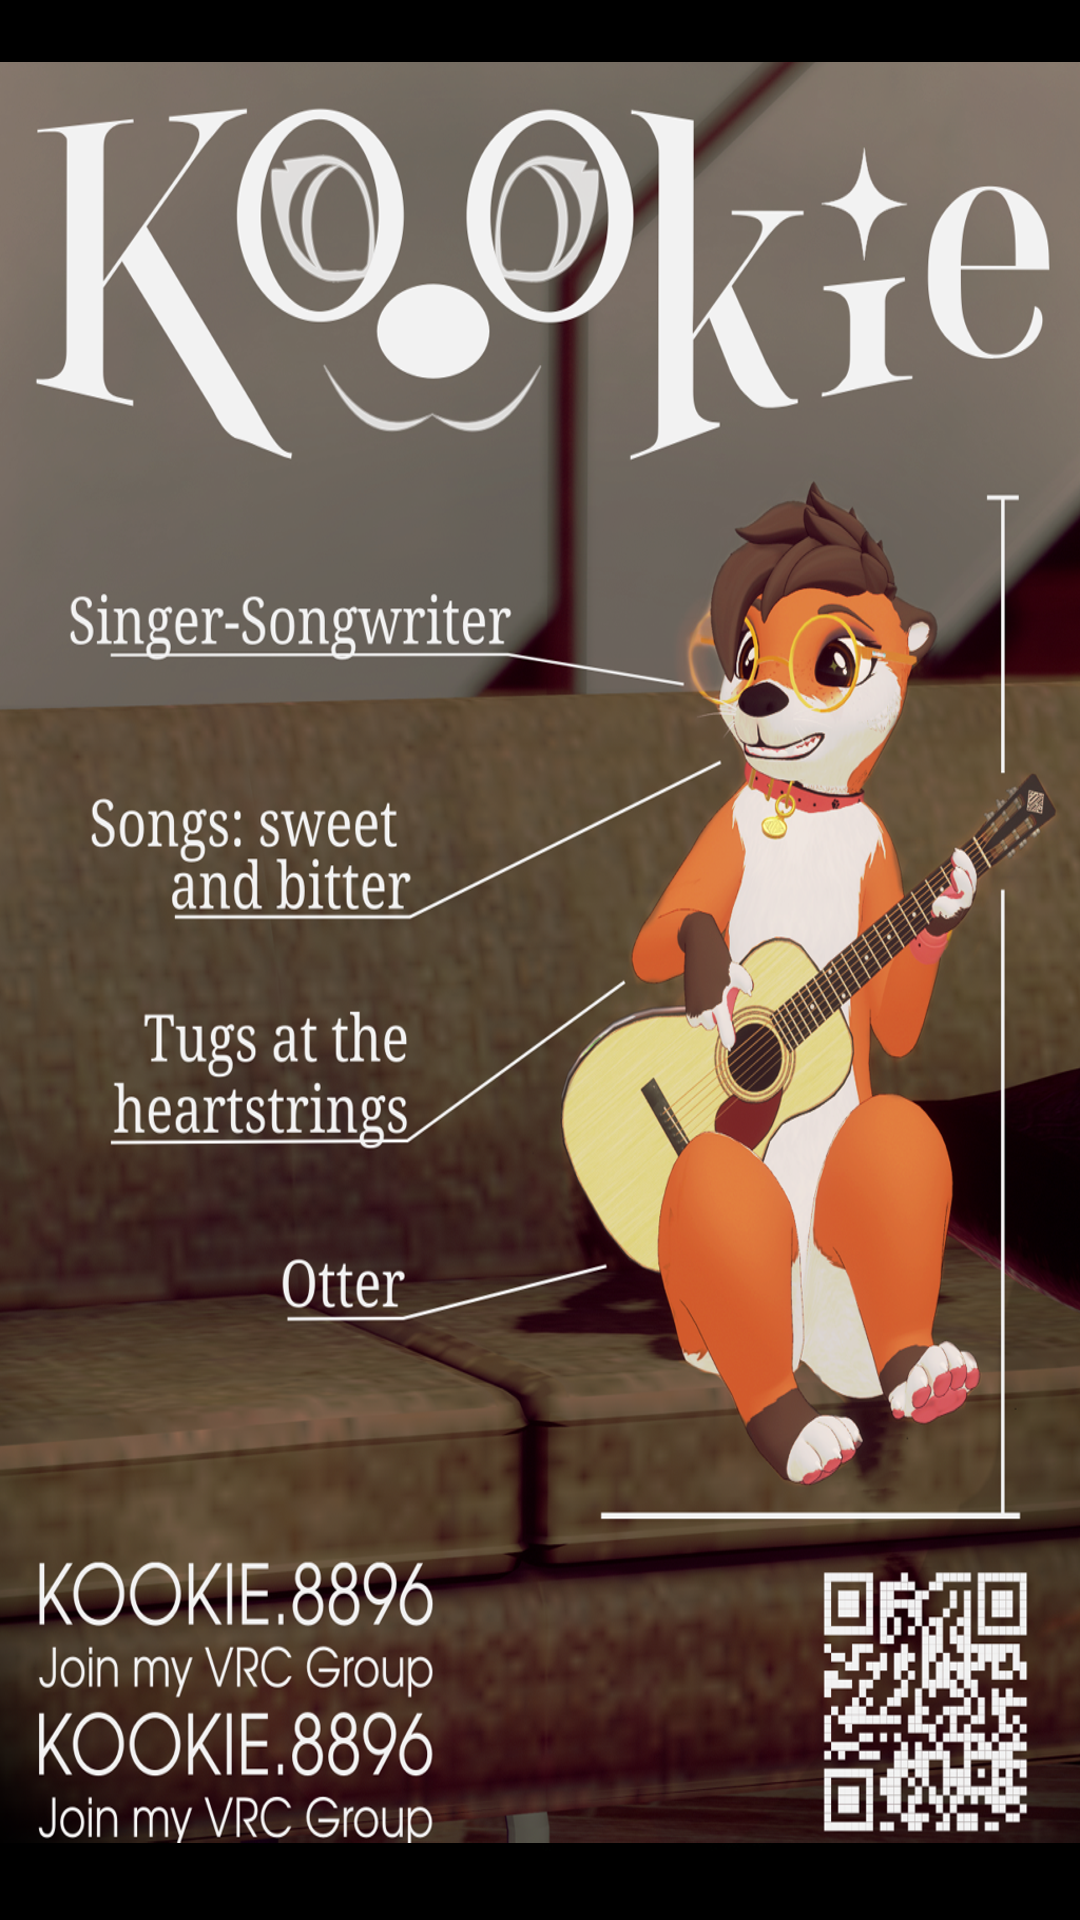 Kookie
Singer-Songwriter
Songs: sweet
and bitter
Tugs at the
heartstrings
Otter
KOOKIE.8896
Join my VRC Group
KOOKIE.8896
Join my VRC Group